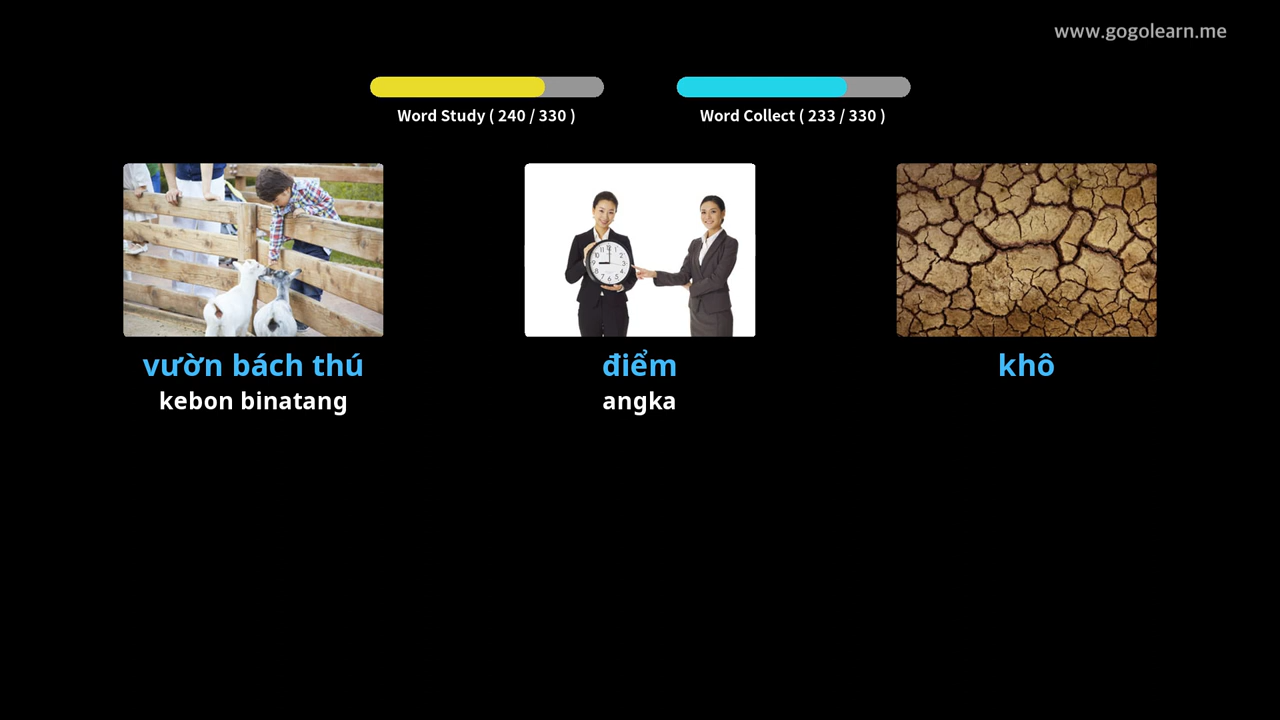 www.gogolearn.me
Word Study ( 240 / 330 )
Word Collect ( 233 / 330 )
vườn bách thú
kebon binatang
điểm
angka
khô